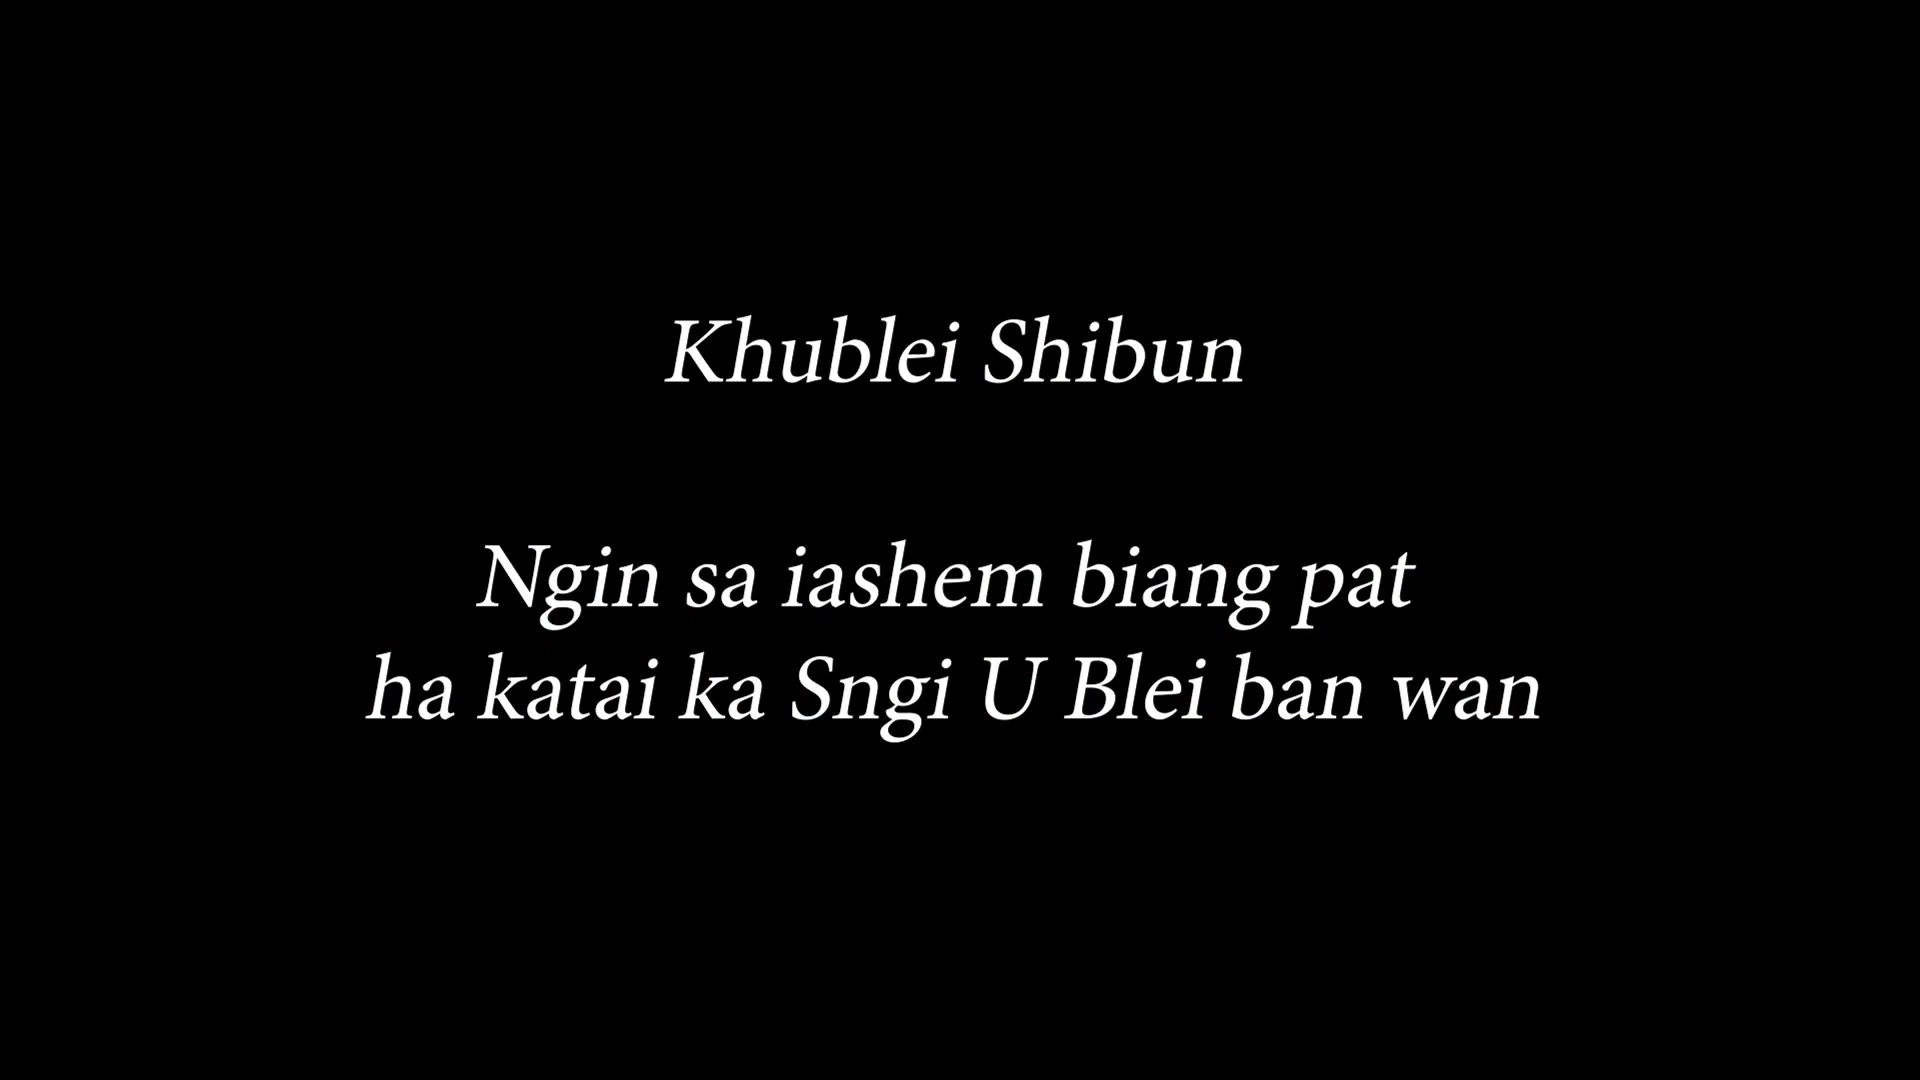 Khublei Shibun
Ngin sa iashem biang pat
ha katai ka Sngi U Blei ban wan